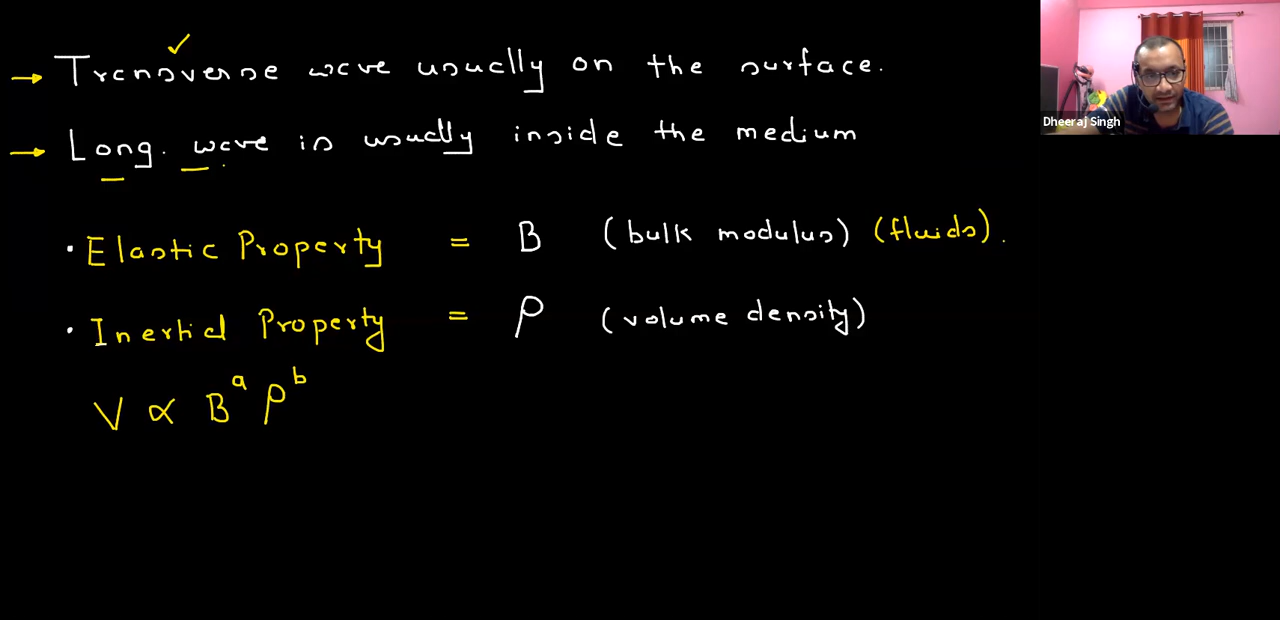 → Transverse wave usually on the surface.
→ Long. wave is usually inside the medium
• Elastic Property = B (bulk modulus) (fluids).
• Inertial Property = ρ (volume density)
V ∝ B^a ρ^b
Dheeraj Singh